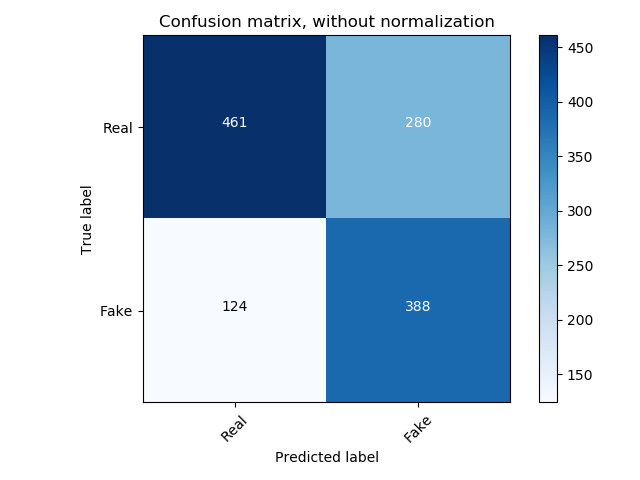 Confusion matrix, without normalization
True label
Real
461
280
Fake
124
388
Real
Fake
Predicted label
450
400
350
300
250
200
150